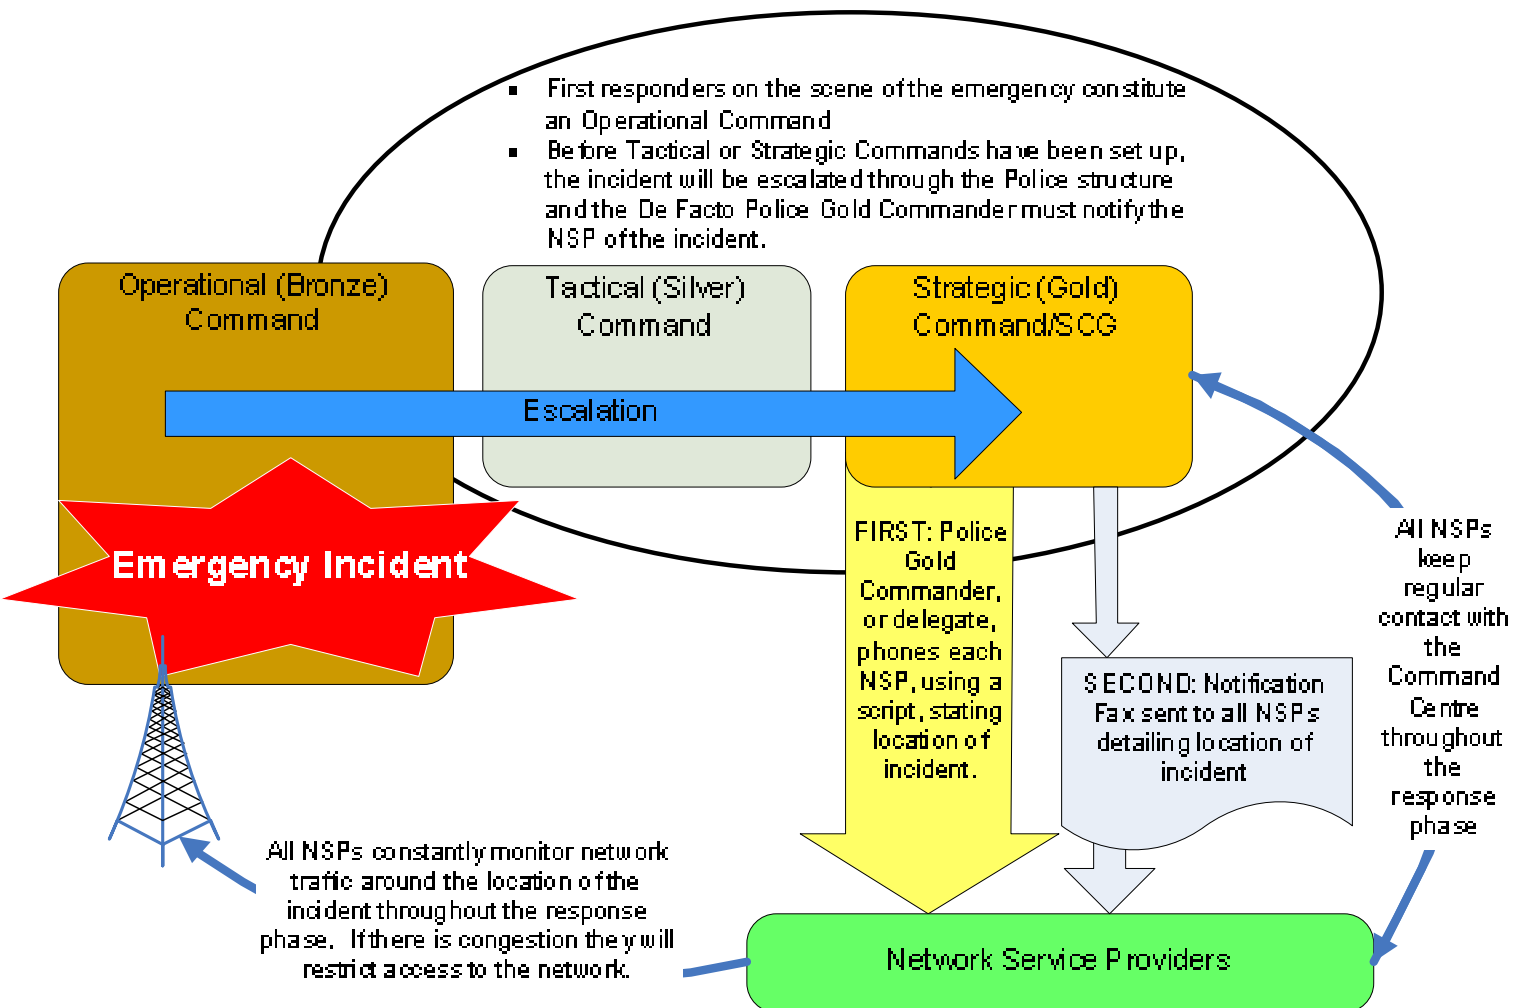 ▪ First responders on the scene of the emergency constitute
an Operational Command
▪ Before Tactical or Strategic Commands have been set up,
the incident will be escalated through the Police structure
and the De Facto Police Gold Commander must notify the
NSP of the incident.
Operational (Bronze)
Command
Tactical (Silver)
Command
Strategic (Gold)
Command/SCG
Escalation
Emergency Incident
FIRST: Police
Gold
Commander,
or delegate,
phones each
NSP, using a
script, stating
location of
incident.
SECOND: Notification
Fax sent to all NSPs
detailing location of
incident
All NSPs
keep
regular
contact with
the
Command
Centre
throughout
the
response
phase
All NSPs constantly monitor network
traffic around the location of the
incident throughout the response
phase. If there is congestion they will
restrict access to the network.
Network Service Providers